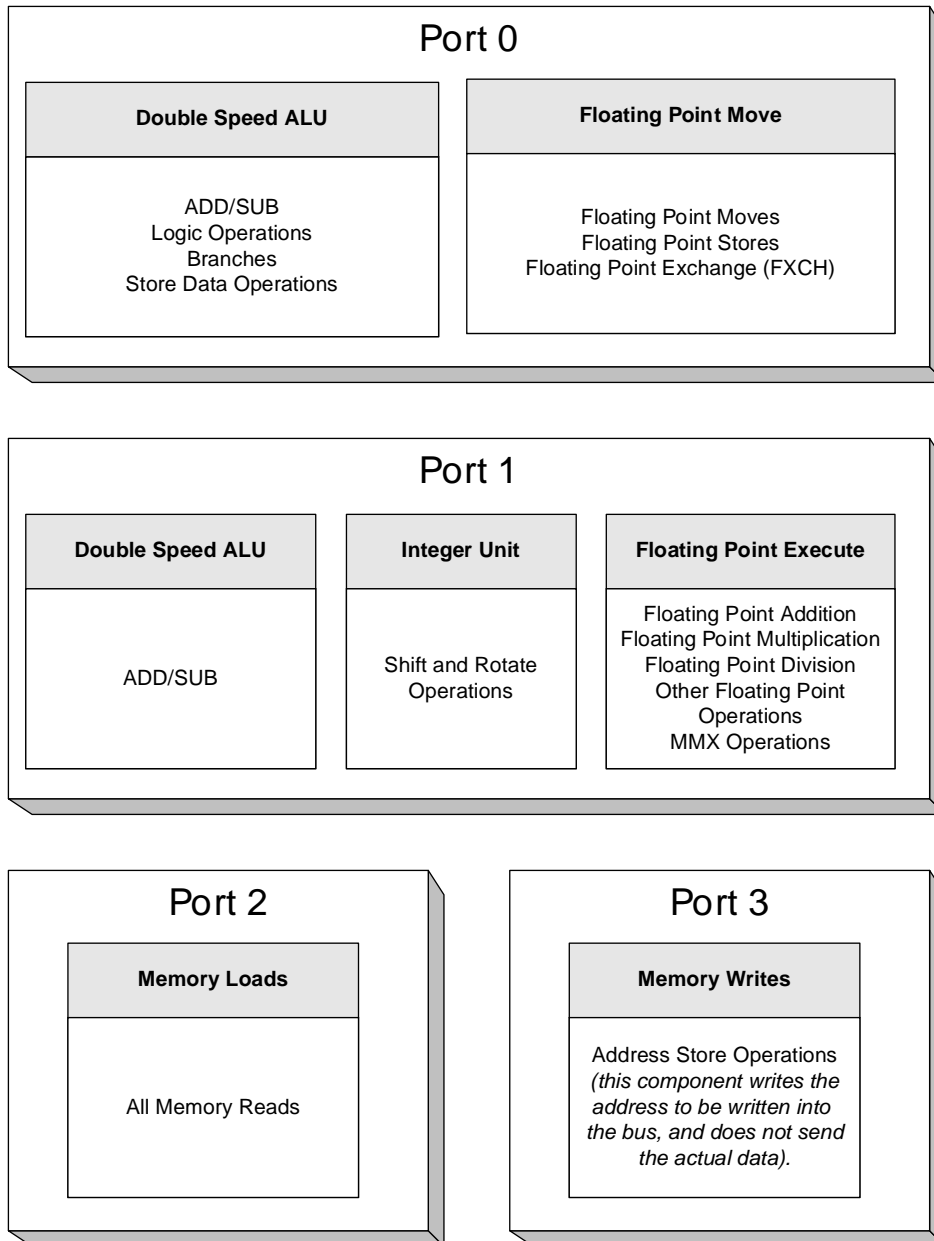 Port 0
Double Speed ALU
ADD/SUB
Logic Operations
Branches
Store Data Operations
Floating Point Move
Floating Point Moves
Floating Point Stores
Floating Point Exchange (FXCH)
Port 1
Double Speed ALU
ADD/SUB
Integer Unit
Shift and Rotate
Operations
Floating Point Execute
Floating Point Addition
Floating Point Multiplication
Floating Point Division
Other Floating Point
Operations
MMX Operations
Port 2
Memory Loads
All Memory Reads
Port 3
Memory Writes
Address Store Operations
(this component writes the
address to be written into
the bus, and does not send
the actual data).